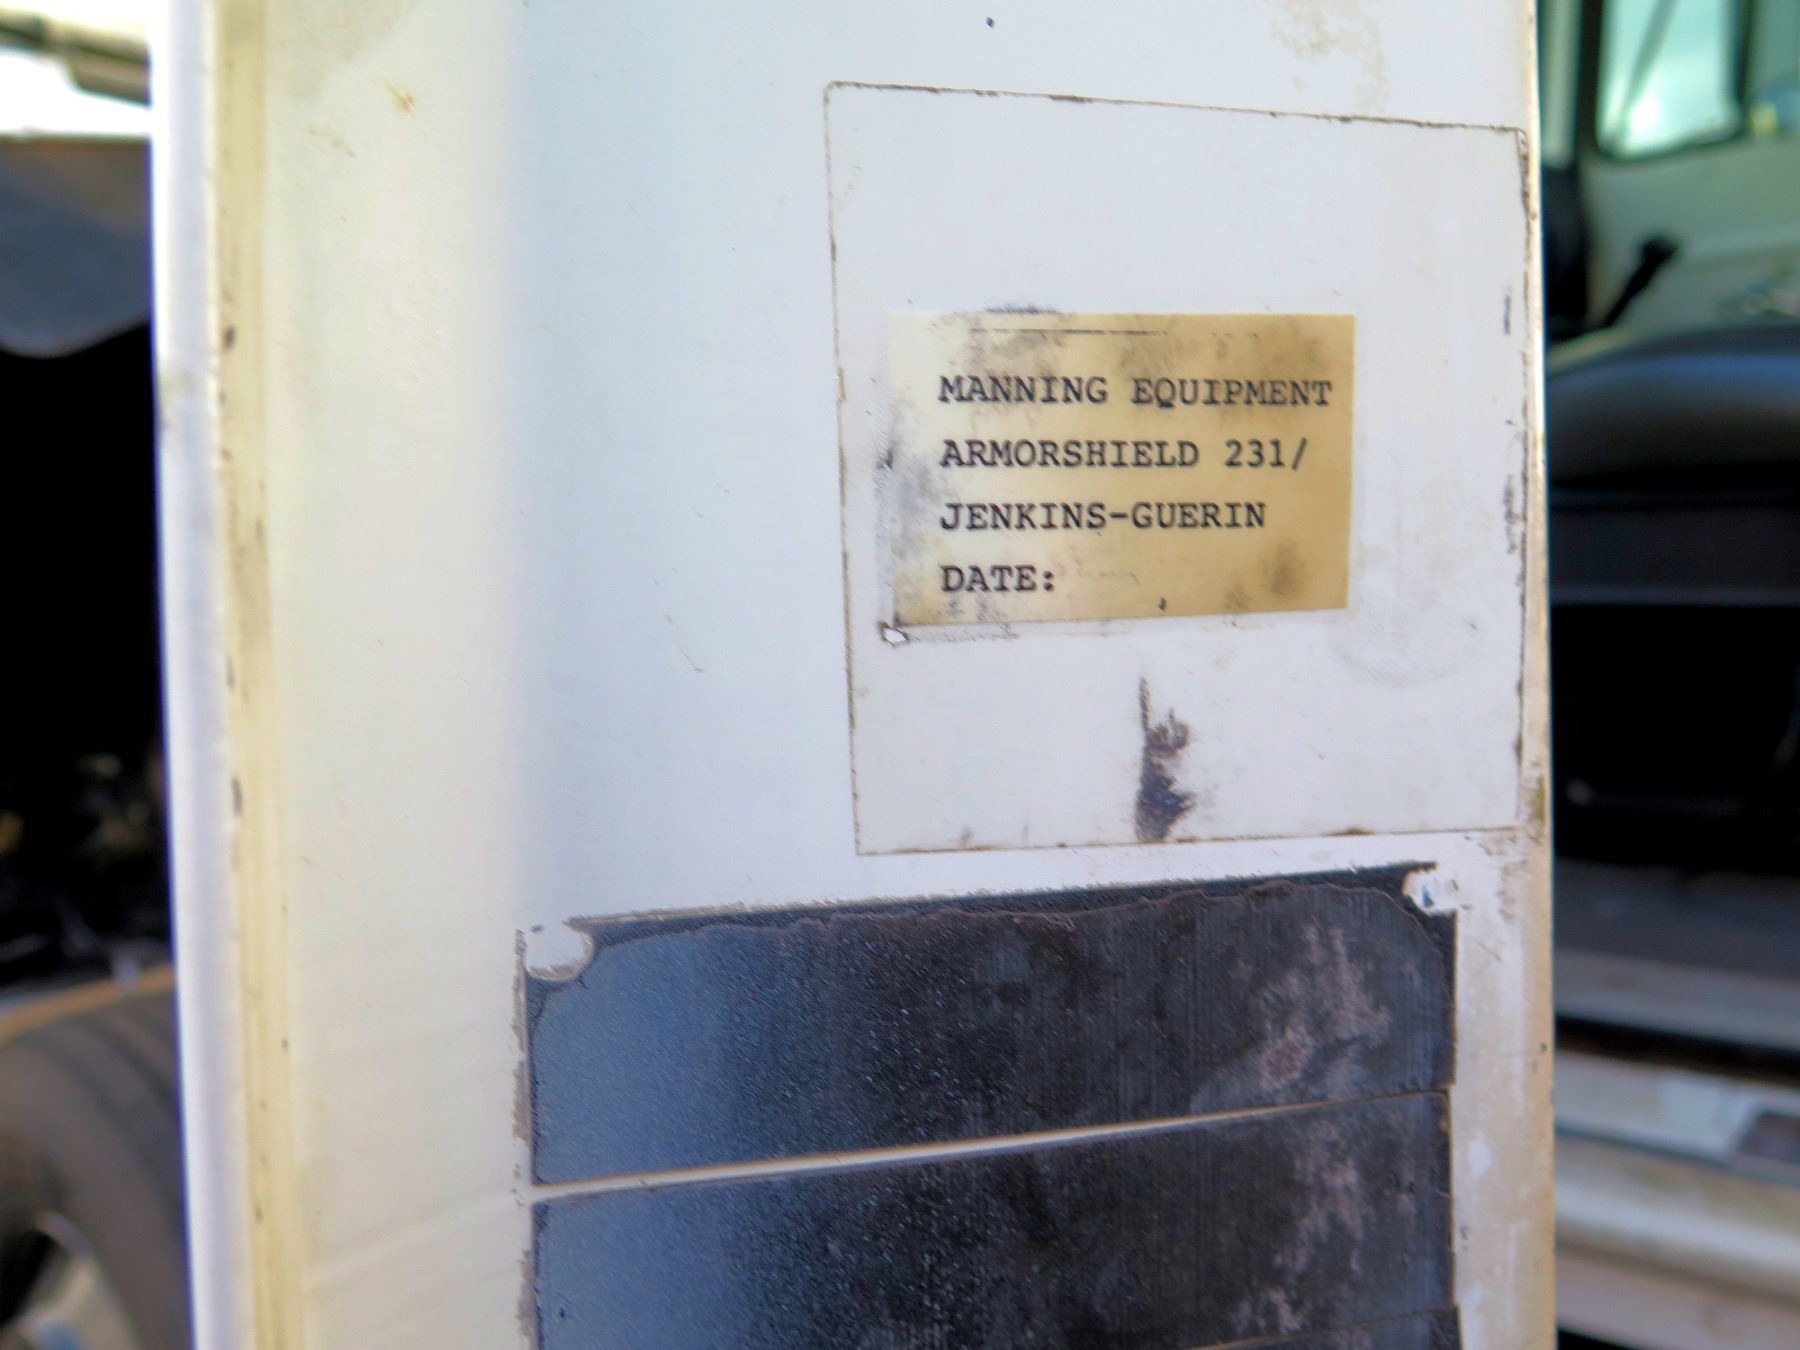 MANNING EQUIPMENT
ARMORSHIELD 231/
JENKINS-GUERIN
DATE: